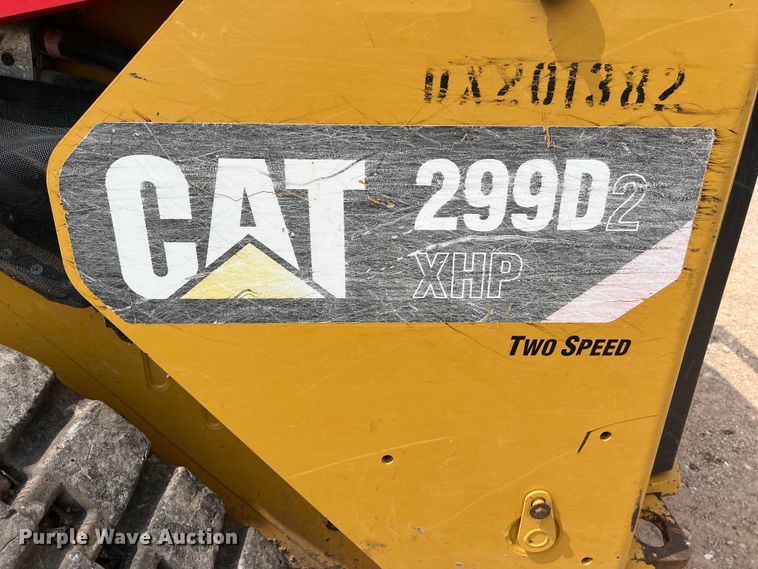 DX201382
CAT 299D2
XHP
TWO SPEED
Purple Wave Auction